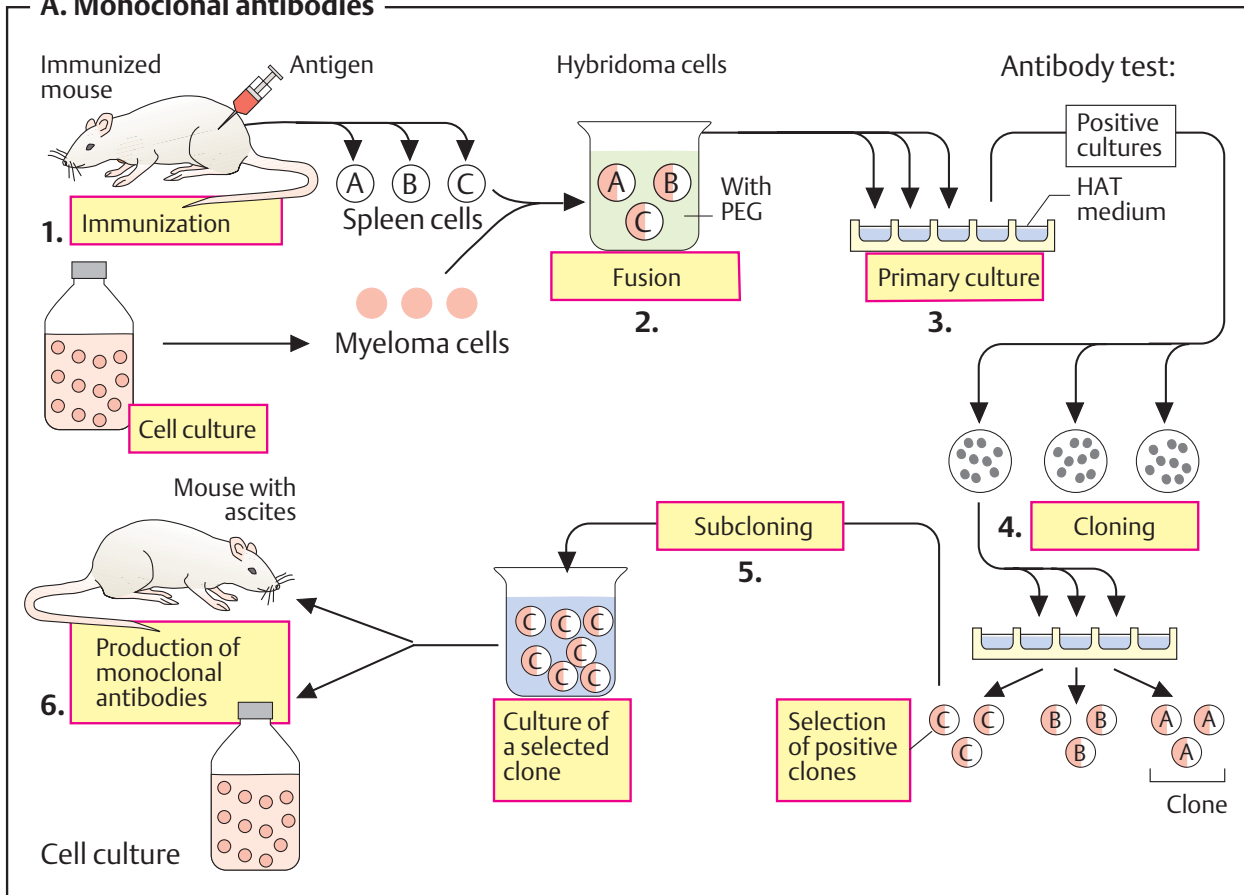 A. Monoclonal antibodies
Immunized
mouse
Antigen
Hybridoma cells
Antibody test:
Positive
cultures
A
B
C
A
B
C
With
PEG
HAT
medium
1.
Immunization
Spleen cells
Fusion
2.
Primary culture
3.
Myeloma cells
Cell culture
4.
Cloning
Mouse with
ascites
Subcloning
5.
C
C
C
C
C
C
C
C
6.
Production of
monoclonal
antibodies
Culture of
a selected
clone
Selection
of positive
clones
C
C
C
B
B
B
A
A
A
Clone
Cell culture